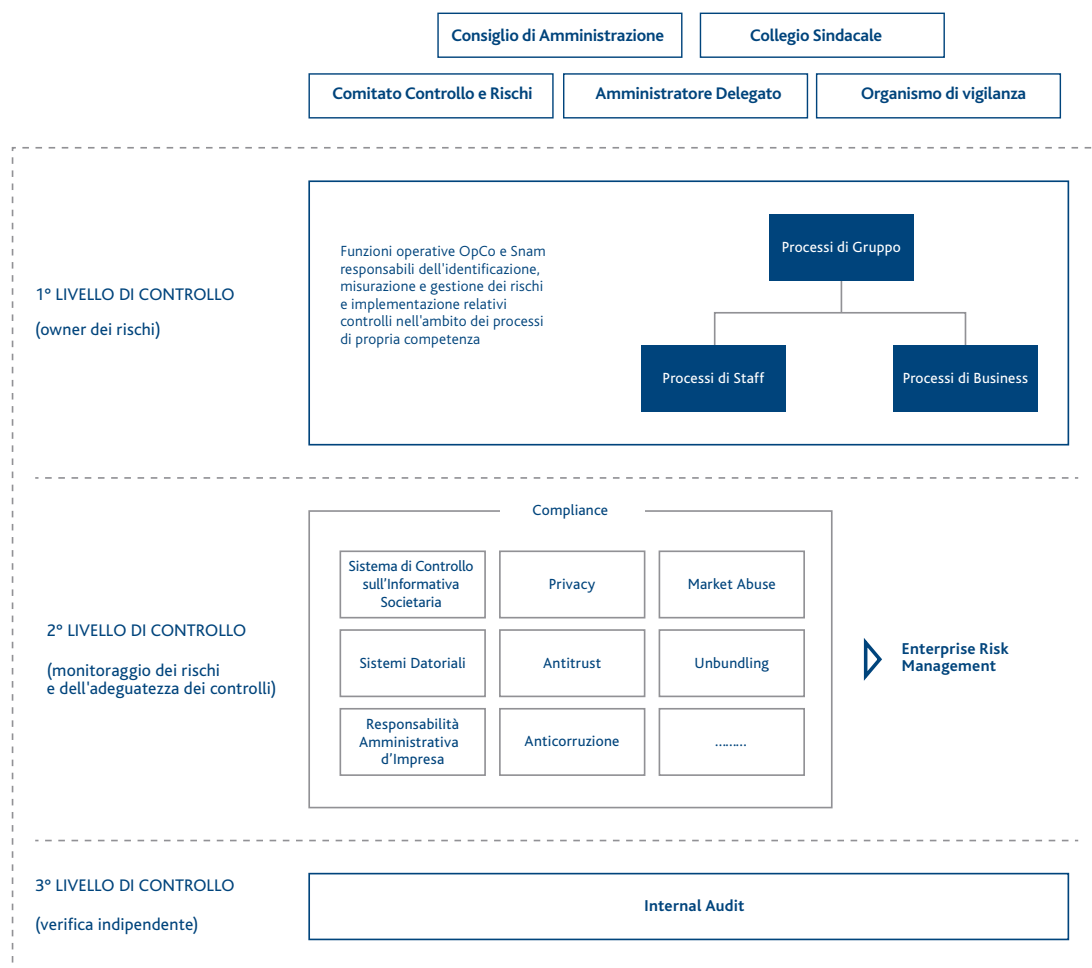 Consiglio di Amministrazione
Collegio Sindacale
Comitato Controllo e Rischi
Amministratore Delegato
Organismo di vigilanza
1° LIVELLO DI CONTROLLO
(owner dei rischi)
Funzioni operative OpCo e Snam
responsabili dell'identificazione,
misurazione e gestione dei rischi
e implementazione relativi
controlli nell'ambito dei processi
di propria competenza
Processi di Gruppo
Processi di Staff
Processi di Business
2° LIVELLO DI CONTROLLO
(monitoraggio dei rischi
e dell'adeguatezza dei controlli)
Compliance
Sistema di Controllo
sull'Informativa
Societaria
Privacy
Market Abuse
Sistemi Datoriali
Antitrust
Unbundling
Responsabilità
Amministrativa
d'Impresa
Anticorruzione
.........
Enterprise Risk
Management
3° LIVELLO DI CONTROLLO
(verifica indipendente)
Internal Audit